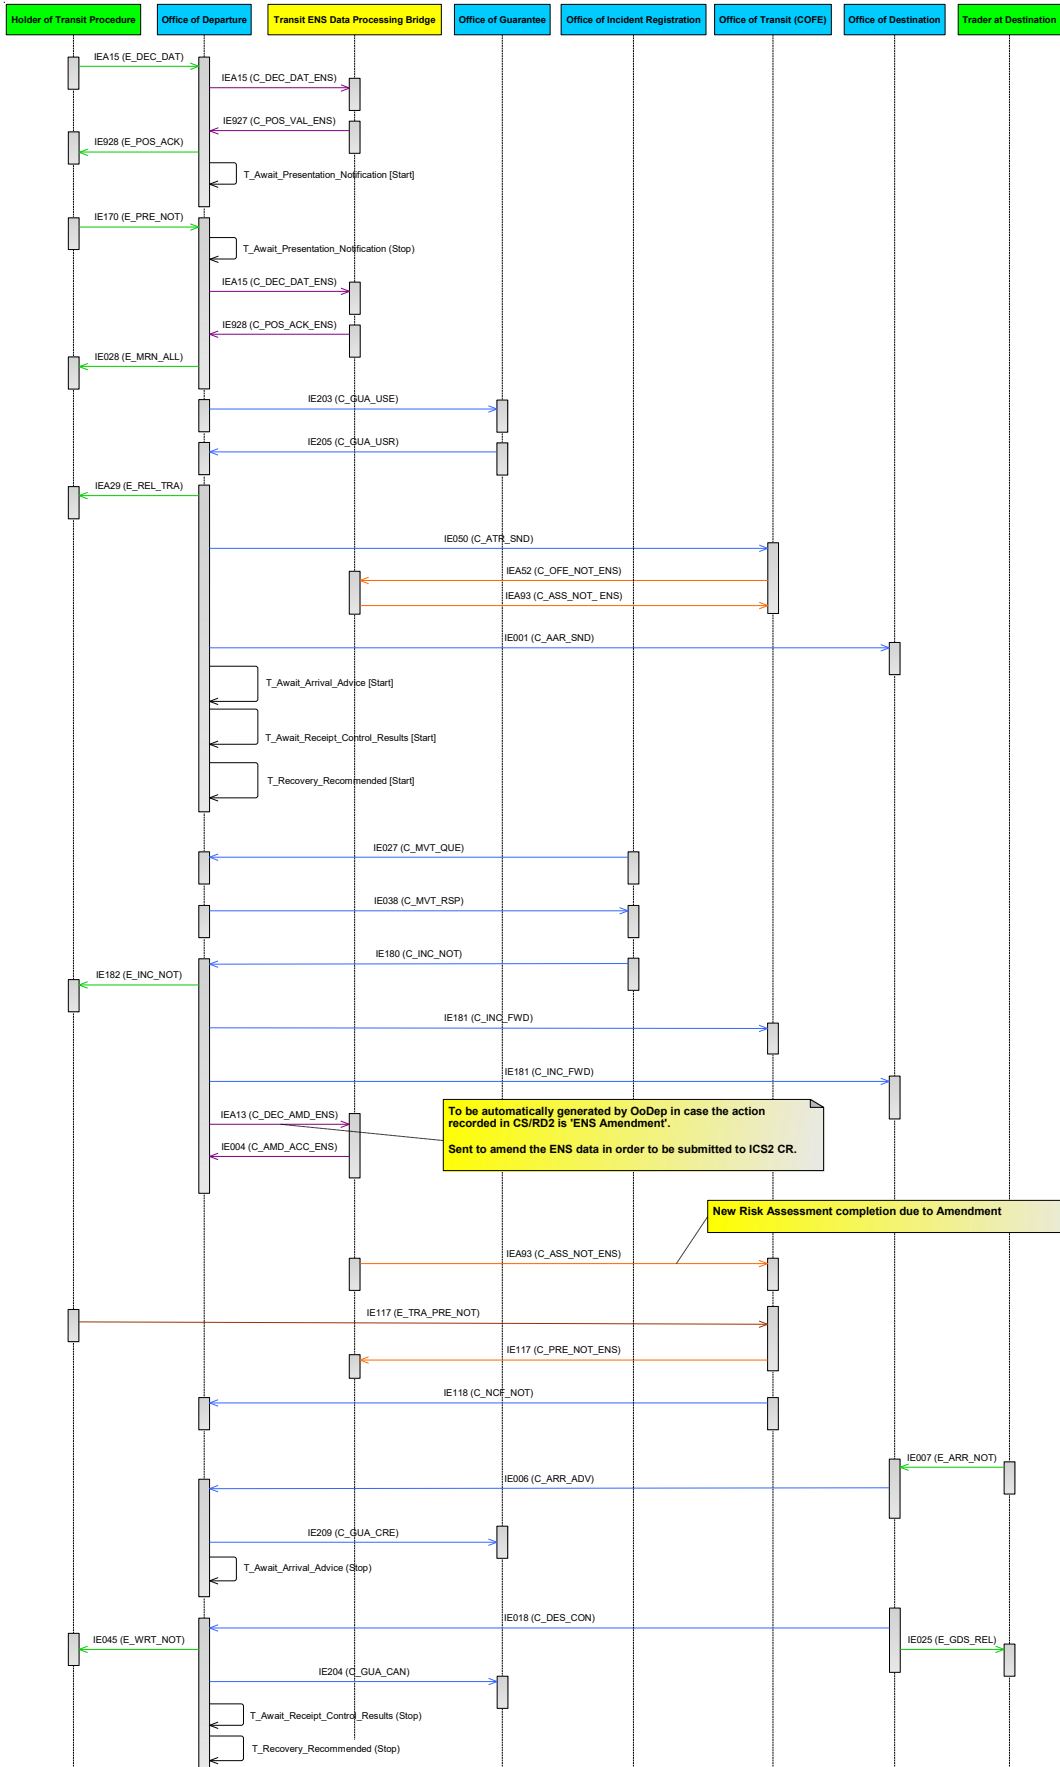 Holder of Transit Procedure
Office of Departure
Transit ENS Data Processing Bridge
Office of Guarantee
Office of Incident Registration
Office of Transit (COFE)
Office of Destination
Trader at Destination
IEA15 (E_DEC_DAT)
IEA15 (C_DEC_DAT_ENS)
IE927 (C_POS_VAL_ENS)
IE928 (E_POS_ACK)
T_Await_Presentation_Notification [Start]
IE170 (E_PRE_NOT)
T_Await_Presentation_Notification (Stop)
IEA15 (C_DEC_DAT_ENS)
IE928 (C_POS_ACK_ENS)
IE028 (E_MRN_ALL)
IE203 (C_GUA_USE)
IE205 (C_GUA_USR)
IEA29 (E_REL_TRA)
IE050 (C_ATR_SND)
IEA52 (C_OFE_NOT_ENS)
IEA93 (C_ASS_NOT_ ENS)
IE001 (C_AAR_SND)
T_Await_Arrival_Advice [Start]
T_Await_Receipt_Control_Results [Start]
T_Recovery_Recommended [Start]
IE027 (C_MVT_QUE)
IE038 (C_MVT_RSP)
IE180 (C_INC_NOT)
IE182 (E_INC_NOT)
IE181 (C_INC_FWD)
IE181 (C_INC_FWD)
IEA13 (C_DEC_AMD_ENS)
To be automatically generated by OoDep in case the action
recorded in CS/RD2 is 'ENS Amendment'.
Sent to amend the ENS data in order to be submitted to ICS2 CR.
IE004 (C_AMD_ACC_ENS)
New Risk Assessment completion due to Amendment
IEA93 (C_ASS_NOT_ENS)
IE117 (E_TRA_PRE_NOT)
IE117 (C_PRE_NOT_ENS)
IE118 (C_NCF_NOT)
IE007 (E_ARR_NOT)
IE006 (C_ARR_ADV)
IE209 (C_GUA_CRE)
T_Await_Arrival_Advice (Stop)
IE018 (C_DES_CON)
IE045 (E_WRT_NOT)
IE025 (E_GDS_REL)
IE204 (C_GUA_CAN)
T_Await_Receipt_Control_Results (Stop)
T_Recovery_Recommended (Stop)